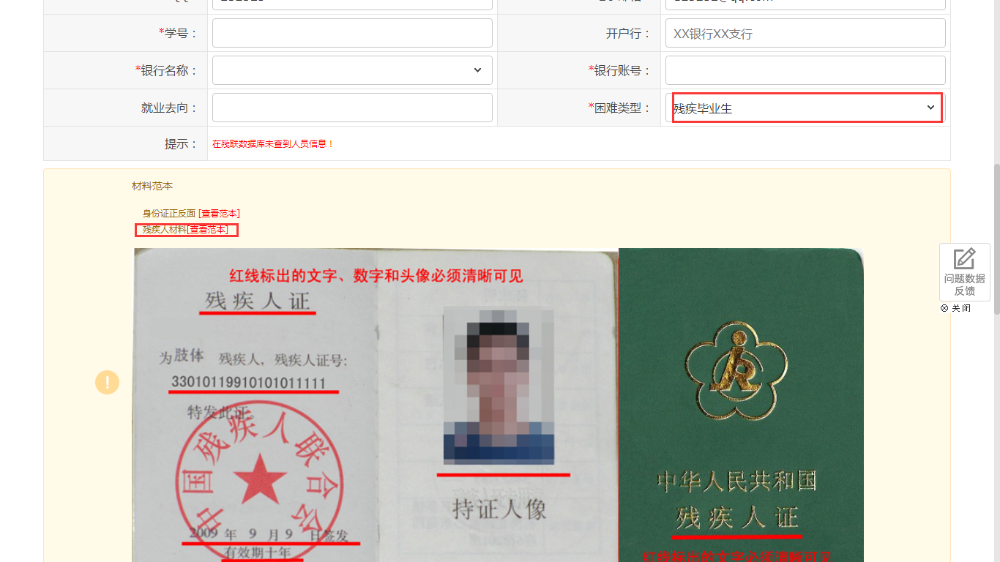 *学号：
开户行：
XX银行XX支行
*银行名称：
*银行账号：
就业去向：
*困难类型：
残疾毕业生
提示：
在残联数据库未查到人员信息！
材料范本
身份证正反面 [查看范本]
残疾人材料[查看范本]
问题数据
反馈
关闭
红线标出的文字、数字和头像必须清晰可见
残疾人证
为肢体 残疾人，残疾人证号：
33010119910101011111
特发此证。
中国残疾人联合会
2009 年 9 月 9 日签发
有效期十年
持证人像
中华人民共和国
残疾人证
红线标出的文字必须清晰可见